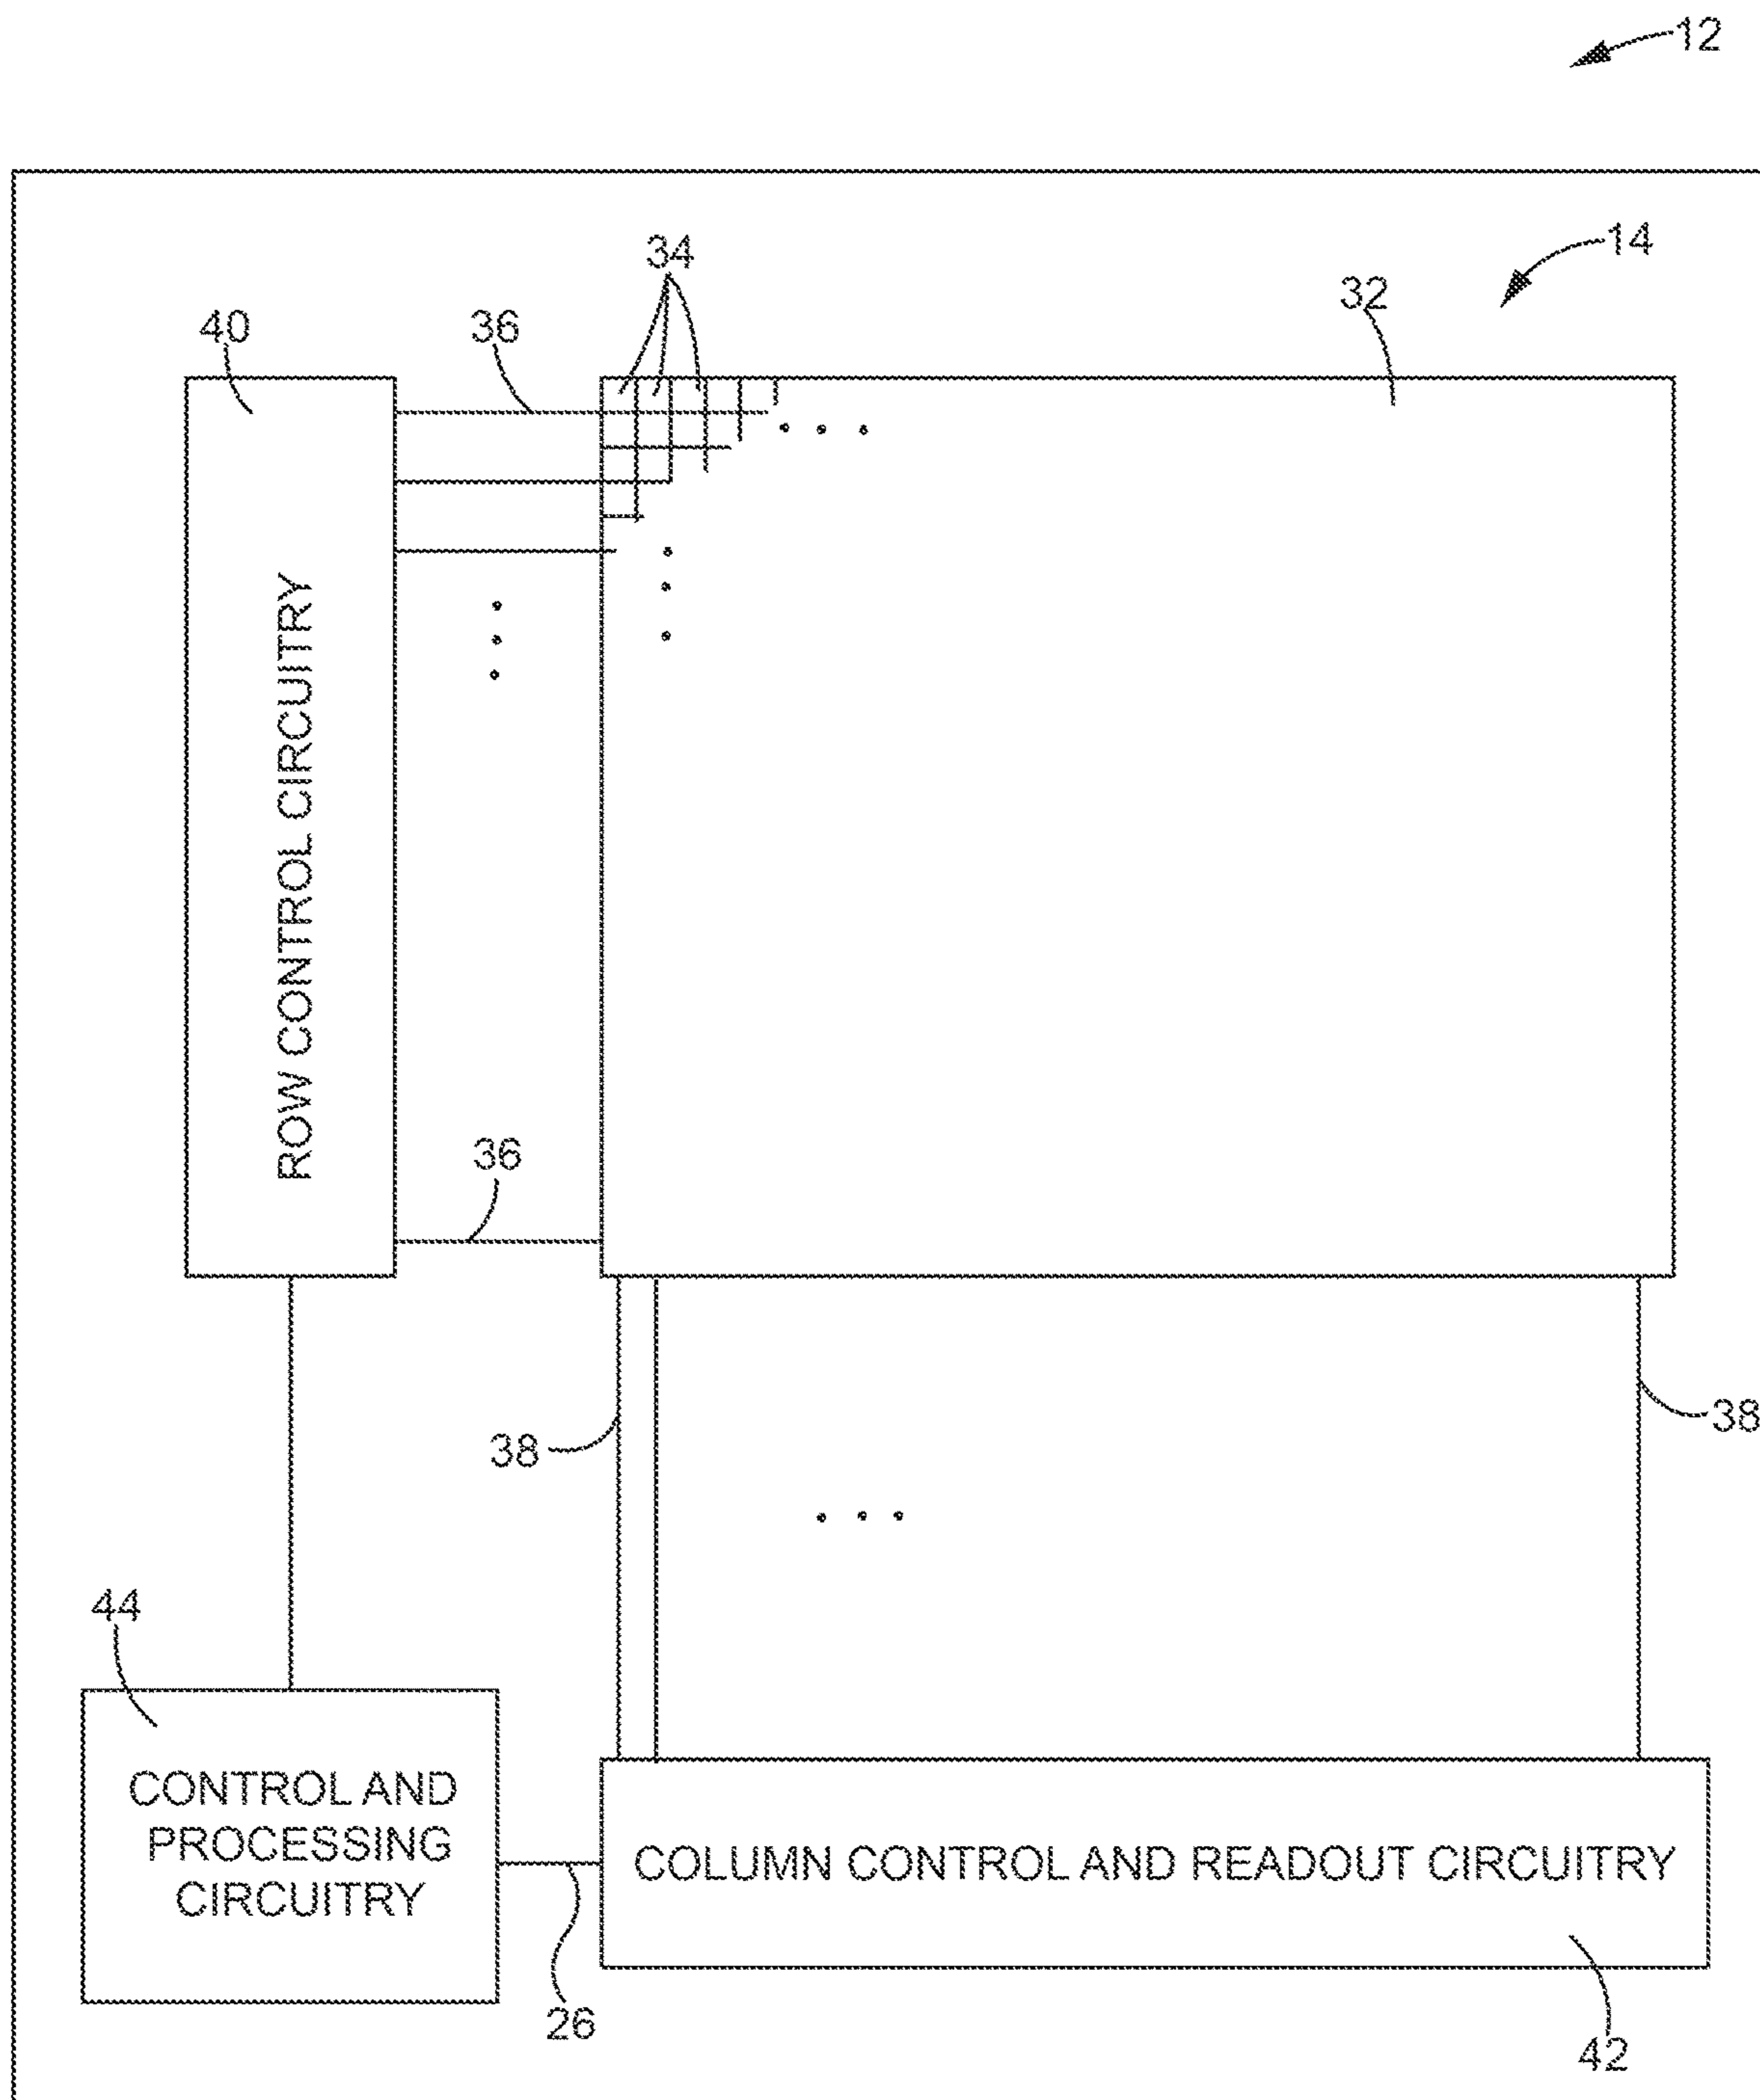 12
14
34
32
40
36
ROW CONTROL CIRCUITRY
36
38
38
44
CONTROL AND
PROCESSING
CIRCUITRY
COLUMN CONTROL AND READOUT CIRCUITRY
26
42